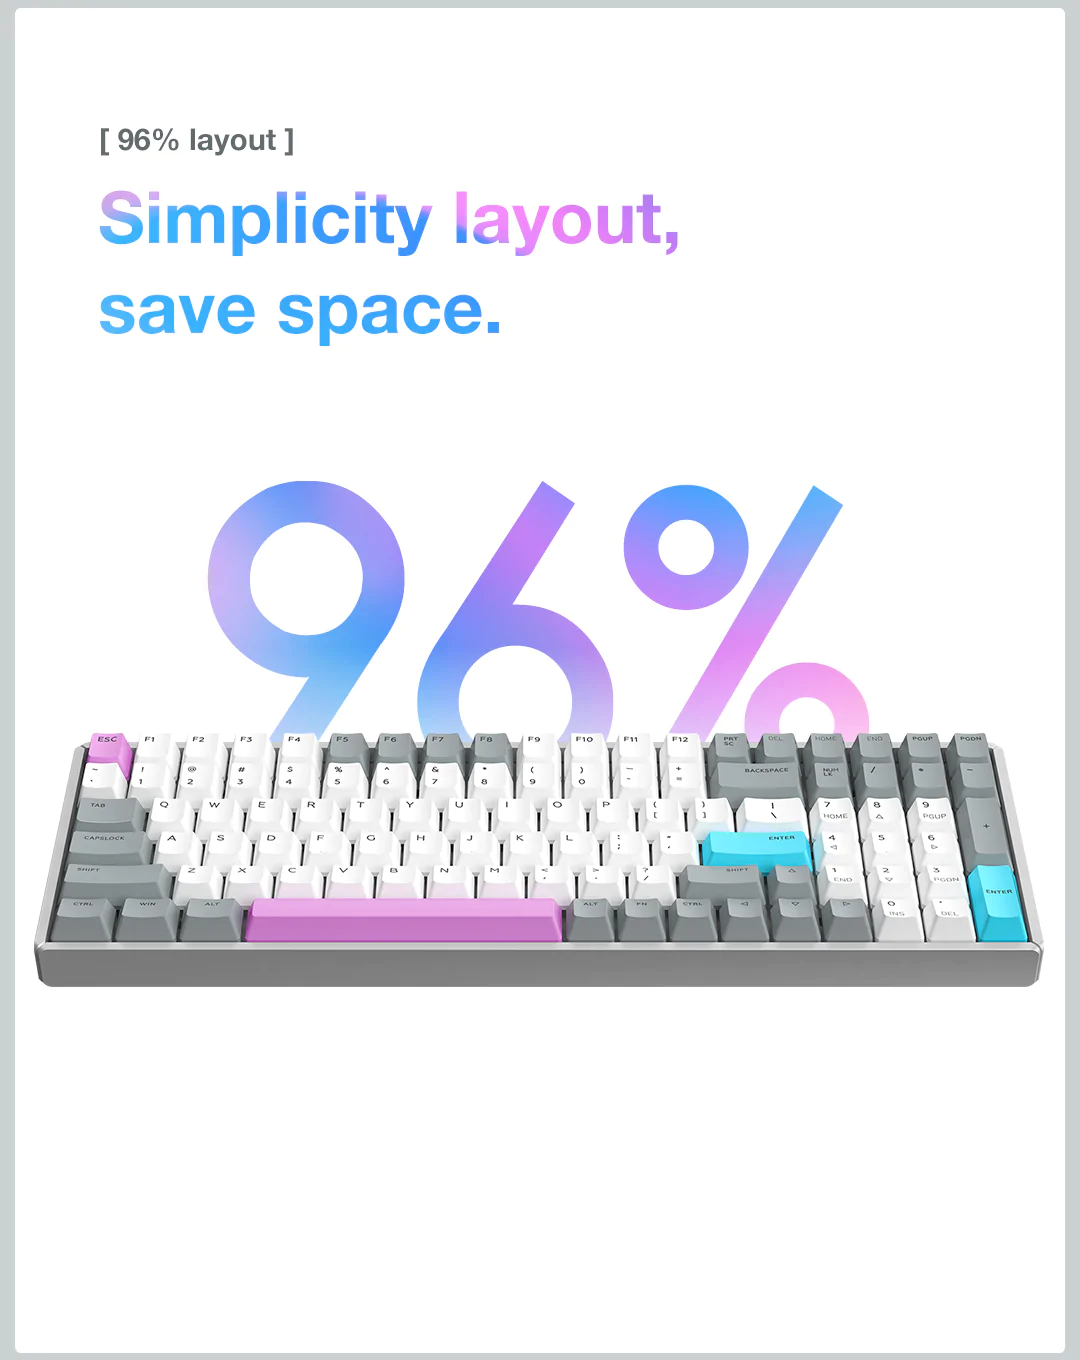 [ 96% layout ]
Simplicity layout,
save space.
96%
ESC F1 F2 F3 F4 F5 F6 F7 F8 F9 F10 F11 F12 PRT SC DEL HOME END PGUP PGDN
~ ! @ # $ % ^ & * ( ) _ + BACKSPACE NUM LK / * -
` 1 2 3 4 5 6 7 8 9 0 - =
TAB Q W E R T Y U I O P { } | 7 8 9
[ ] \ HOME △ PGUP +
CAPSLOCK A S D F G H J K L : " ENTER 4 5 6
; ' ◁ ▷
SHIFT Z X C V B N M < > ? SHIFT △ 1 2 3
, . / END ▽ PGDN ENTER
CTRL WIN ALT ALT FN CTRL ◁ ▽ ▷ 0 .
INS DEL